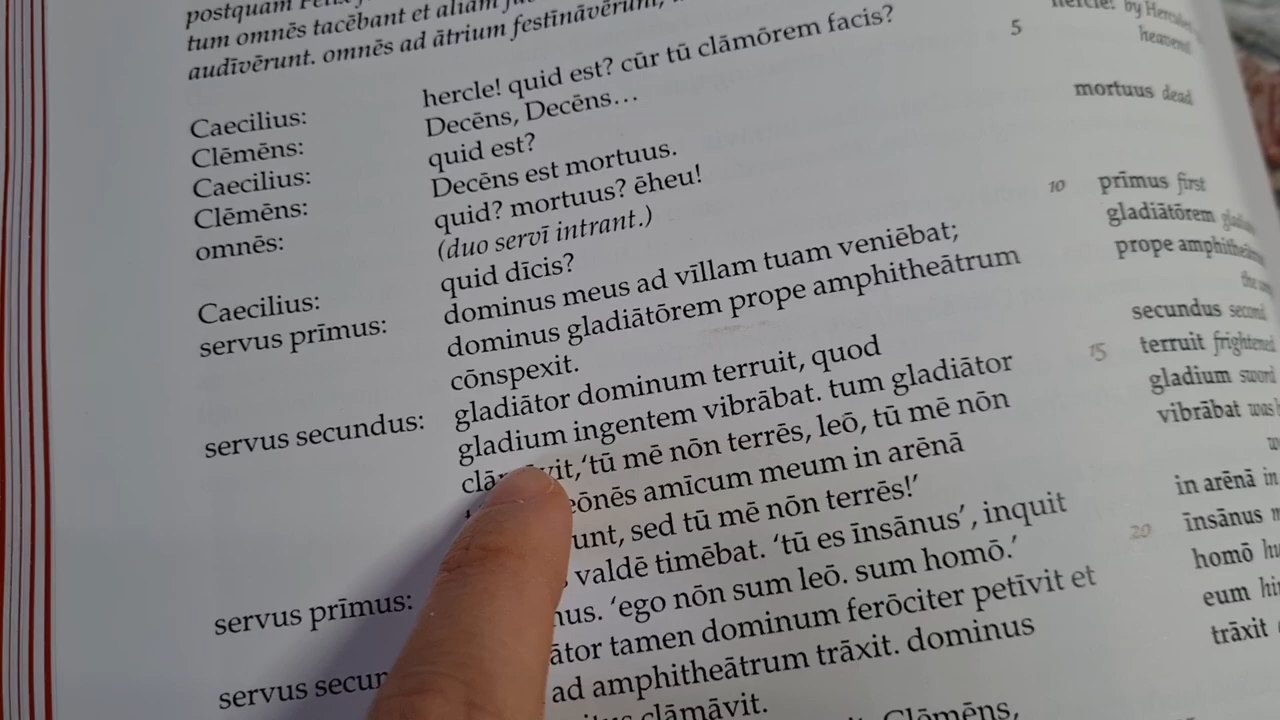 postquam
tum omnēs tacēbant et aliam
audīvērunt. omnēs ad ātrium festīnāvērunt,
Caecilius: hercle! quid est? cūr tū clāmōrem facis? 5
Clēmēns: Decēns, Decēns…
Caecilius: quid est?
Clēmēns: Decēns est mortuus.
omnēs: quid? mortuus? ēheu!
(duo servī intrant.) 10
Caecilius: quid dīcis?
servus prīmus: dominus meus ad vīllam tuam veniēbat;
dominus gladiātōrem prope amphitheātrum
cōnspexit.
servus secundus: gladiātor dominum terruit, quod 15
gladium ingentem vibrābat. tum gladiātor
'tū mē nōn terrēs, leō, tū mē nōn
amīcum meum in arēnā
sed tū mē nōn terrēs!'
servus prīmus: valdē timēbat. 'tū es īnsānus', inquit 20
'ego nōn sum leō. sum homō.'
servus tamen dominum ferōciter petīvit et
ad amphitheātrum trāxit. dominus
clāmāvit.
Clēmēns,
hercle! by
mortuus dead
prīmus first
gladiātōrem
prope
secundus
terruit frightened
gladium sword
vibrābat
in arēnā in
īnsānus
homō
eum
trāxit